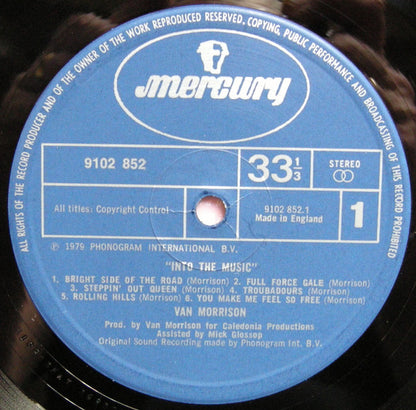 ALL RIGHTS OF THE RECORD PRODUCER AND OF THE OWNER OF THE WORK REPRODUCED RESERVED, COPYING, PUBLIC PERFORMANCE AND BROADCASTING OF THIS RECORD PROHIBITED
mercury
9102 852
33 1/3
STEREO
All titles: Copyright Control
9102 852.1
Made in England
1
Ⓟ 1979 PHONOGRAM INTERNATIONAL B.V.
"INTO THE MUSIC"
1. BRIGHT SIDE OF THE ROAD (Morrison) 2. FULL FORCE GALE (Morrison)
3. STEPPIN' OUT QUEEN (Morrison) 4. TROUBADOURS (Morrison)
5. ROLLING HILLS (Morrison) 6. YOU MAKE ME FEEL SO FREE (Morrison)
VAN MORRISON
Prod. by Van Morrison for Caledonia Productions
Assisted by Mick Glossop
Original Sound Recording made by Phonogram Int. B.V.